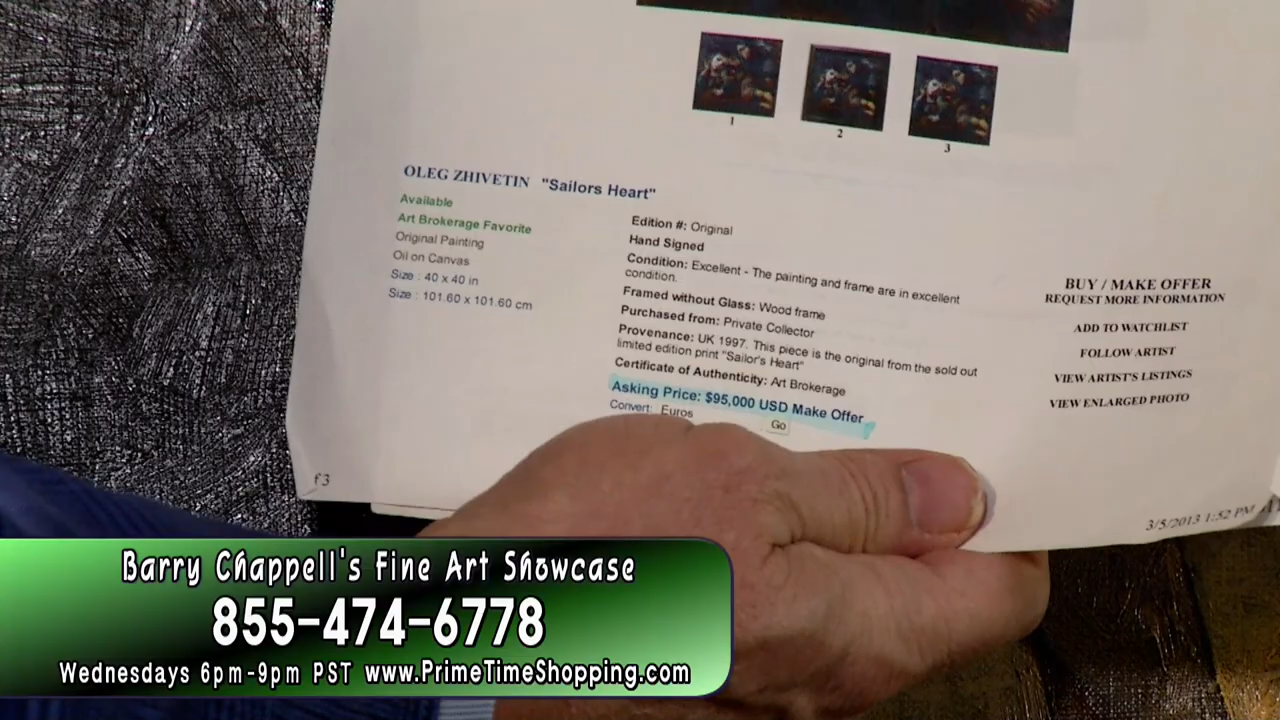 1
2
3
OLEG ZHIVETIN "Sailors Heart"
Available
Art Brokerage Favorite
Original Painting
Oil on Canvas
Size : 40 x 40 in
Size : 101.60 x 101.60 cm
Edition #: Original
Hand Signed
Condition: Excellent - The painting and frame are in excellent
condition.
Framed without Glass: Wood frame
Purchased from: Private Collector
Provenance: UK 1997. This piece is the original from the sold out
limited edition print "Sailor's Heart"
Certificate of Authenticity: Art Brokerage
Asking Price: $95,000 USD Make Offer
Convert: Euros
Go
BUY / MAKE OFFER
REQUEST MORE INFORMATION
ADD TO WATCHLIST
FOLLOW ARTIST
VIEW ARTIST'S LISTINGS
VIEW ENLARGED PHOTO
f 3
3/5/2013 1:52 PM
Barry Chappell's Fine Art Showcase
855-474-6778
Wednesdays 6pm-9pm PST www.PrimeTimeShopping.com